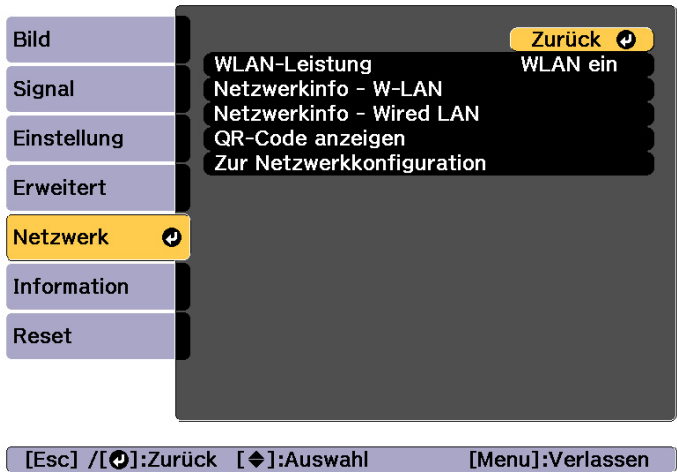 Bild
Signal
Einstellung
Erweitert
Netzwerk
Information
Reset
Zurück
WLAN-Leistung WLAN ein
Netzwerkinfo - W-LAN
Netzwerkinfo - Wired LAN
QR-Code anzeigen
Zur Netzwerkkonfiguration
[Esc] /[⏎]:Zurück [◆]:Auswahl [Menu]:Verlassen